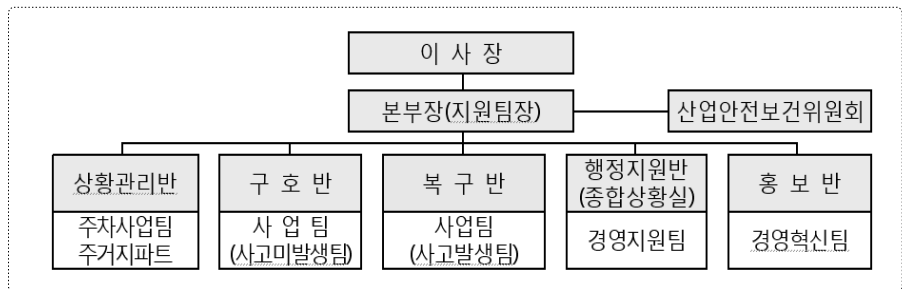 이 사 장
본부장(지원팀장)
산업안전보건위원회
상황관리반
주차사업팀
주거지파트
구 호 반
사 업 팀
(사고미발생팀)
복 구 반
사업팀
(사고발생팀)
행정지원반
(종합상황실)
경영지원팀
홍 보 반
경영혁신팀